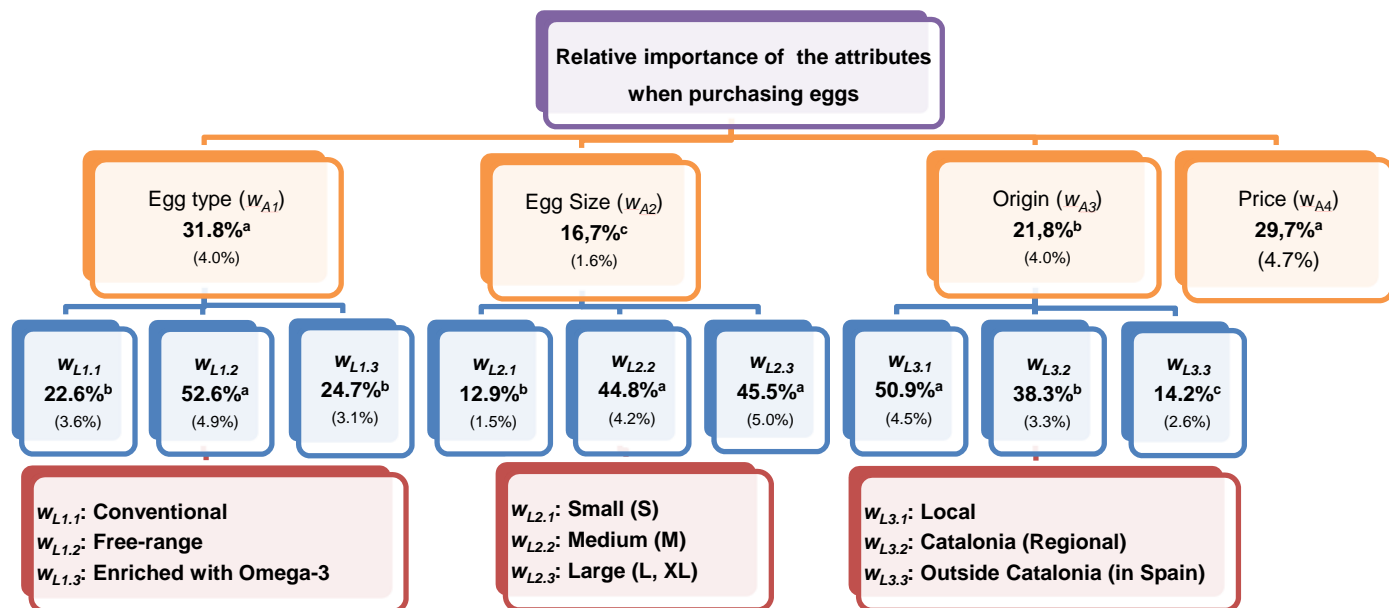 Relative importance of the attributes
when purchasing eggs
Egg type (wA1)
31.8%a
(4.0%)
Egg Size (wA2)
16,7%c
(1.6%)
Origin (wA3)
21,8%b
(4.0%)
Price (wA4)
29,7%a
(4.7%)
wL1.1
22.6%b
(3.6%)
wL1.2
52.6%a
(4.9%)
wL1.3
24.7%b
(3.1%)
wL2.1
12.9%b
(1.5%)
wL2.2
44.8%a
(4.2%)
wL2.3
45.5%a
(5.0%)
wL3.1
50.9%a
(4.5%)
wL3.2
38.3%b
(3.3%)
wL3.3
14.2%c
(2.6%)
wL1.1: Conventional
wL1.2: Free-range
wL1.3: Enriched with Omega-3
wL2.1: Small (S)
wL2.2: Medium (M)
wL2.3: Large (L, XL)
wL3.1: Local
wL3.2: Catalonia (Regional)
wL3.3: Outside Catalonia (in Spain)